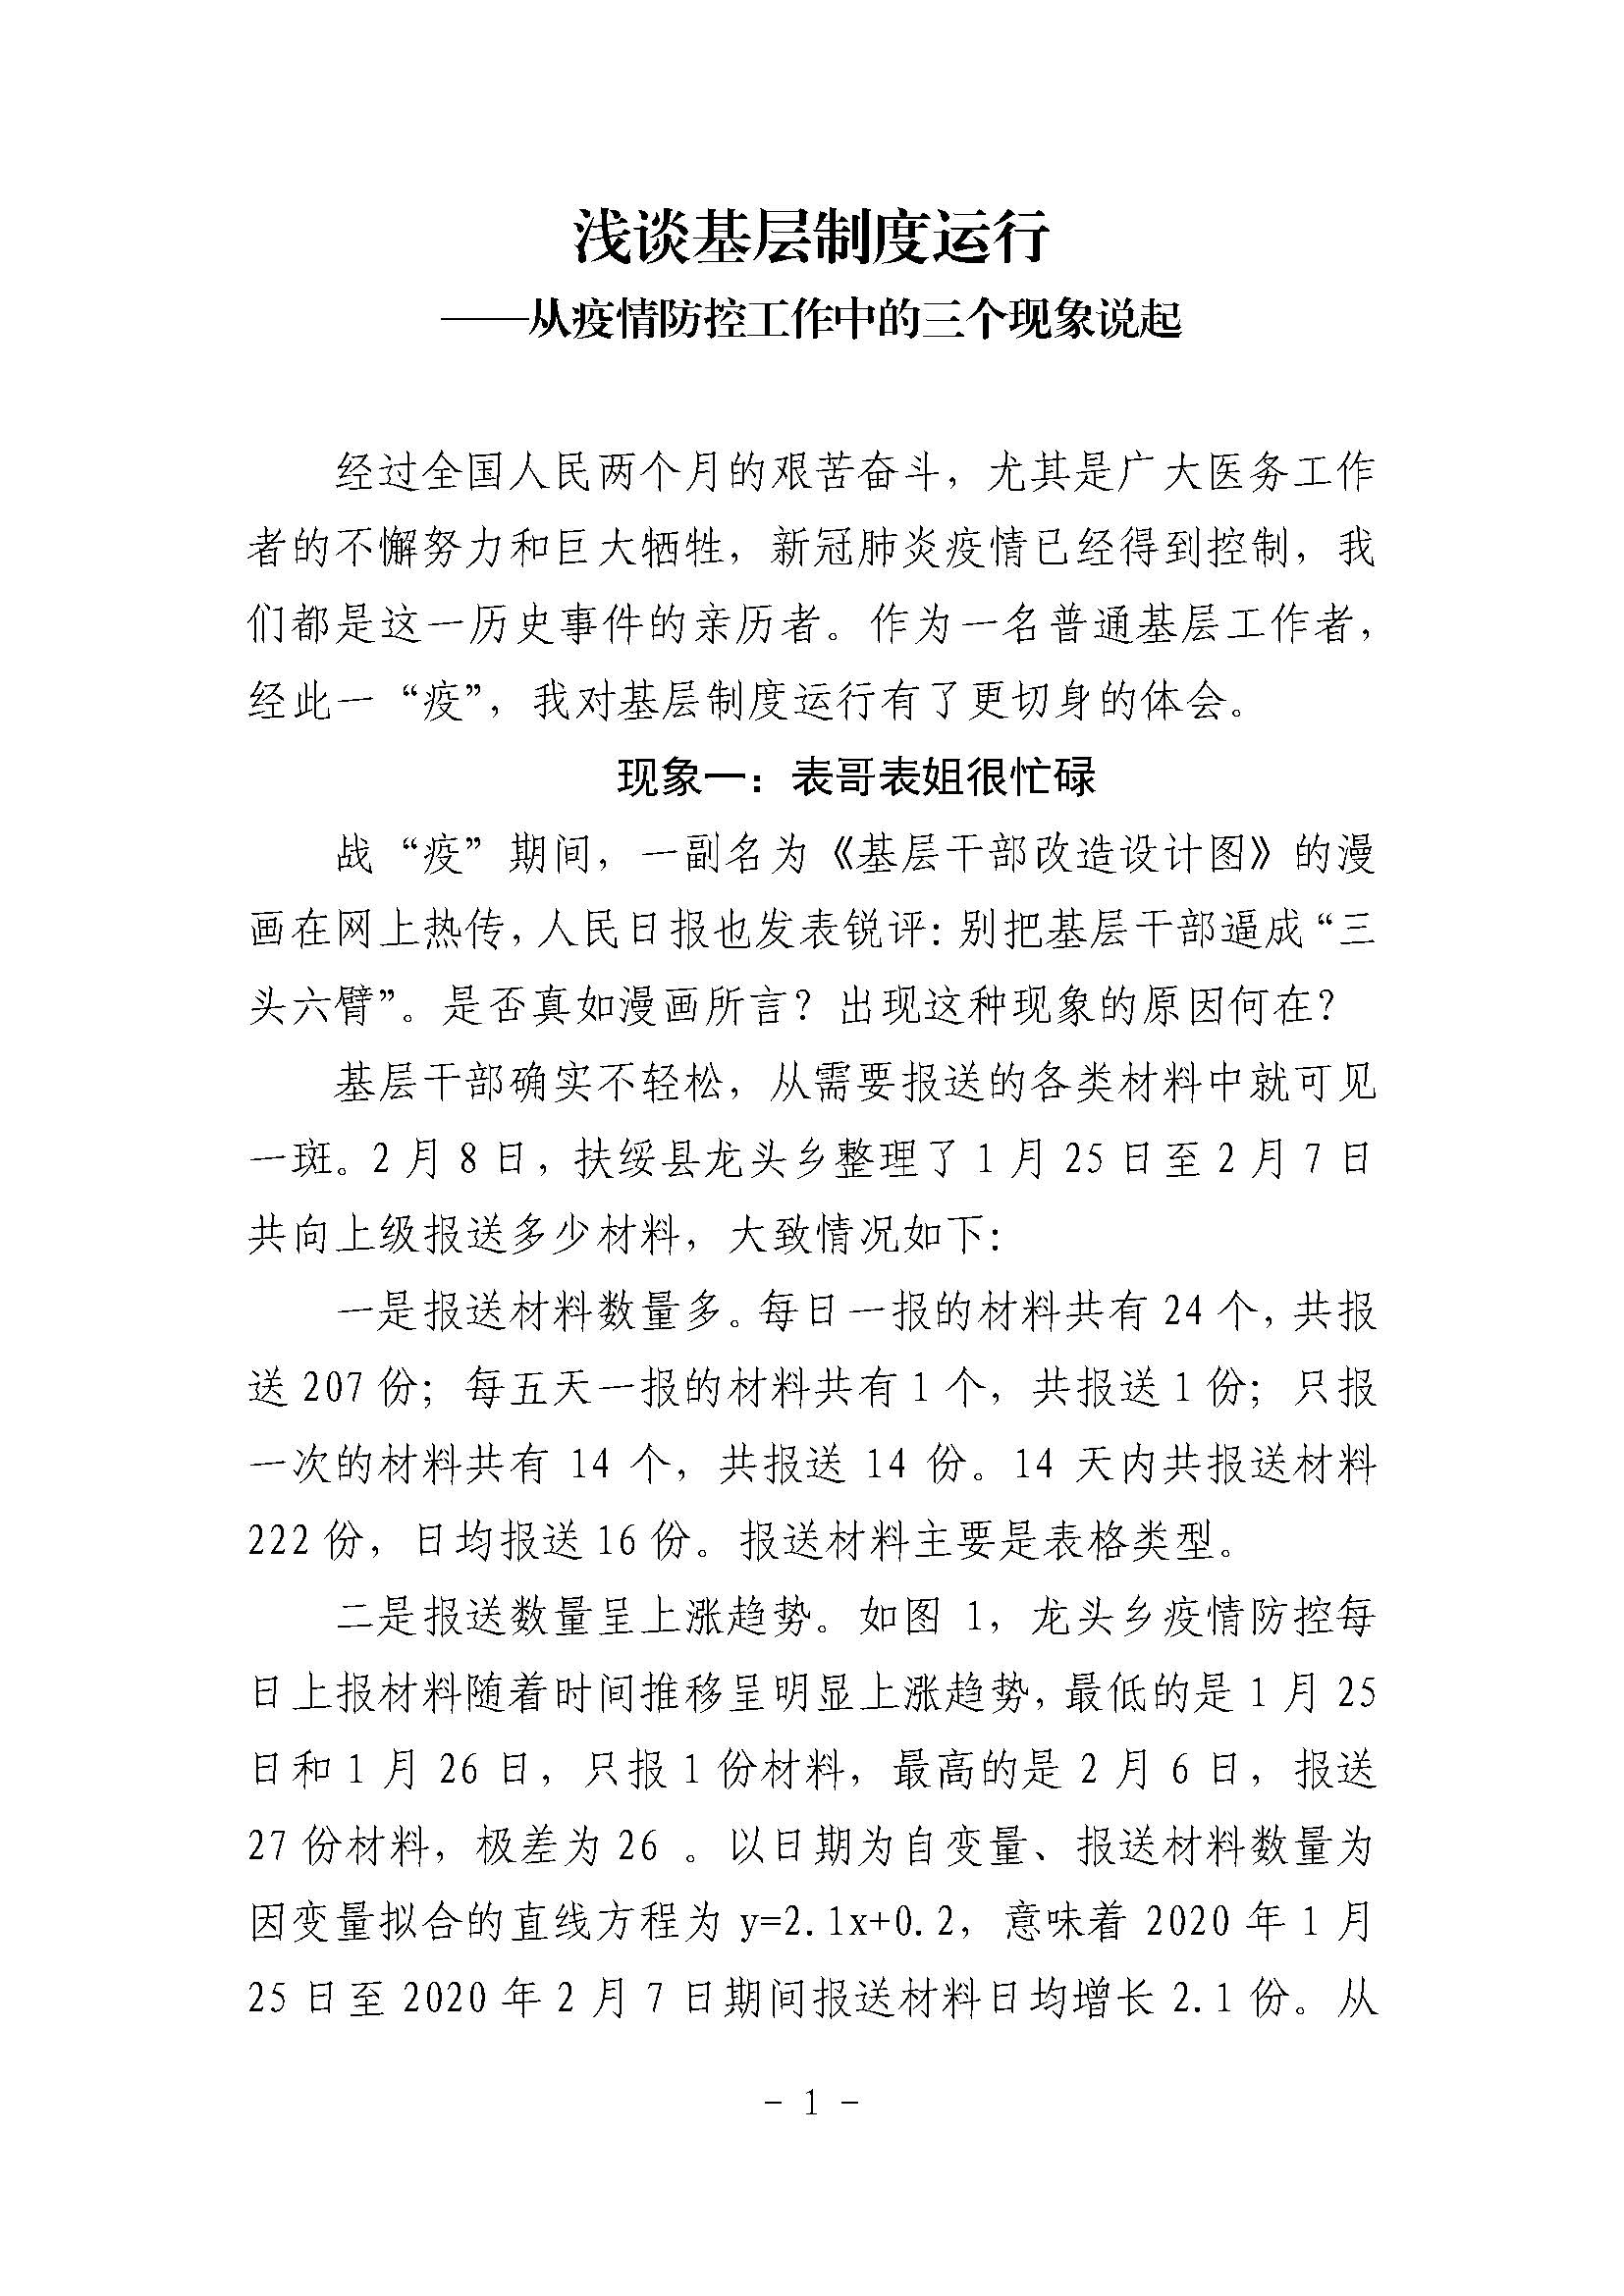 浅谈基层制度运行
——从疫情防控工作中的三个现象说起
经过全国人民两个月的艰苦奋斗，尤其是广大医务工作
者的不懈努力和巨大牺牲，新冠肺炎疫情已经得到控制，我
们都是这一历史事件的亲历者。作为一名普通基层工作者，
经此一“疫”，我对基层制度运行有了更切身的体会。
现象一：表哥表姐很忙碌
战“疫”期间，一副名为《基层干部改造设计图》的漫
画在网上热传，人民日报也发表锐评：别把基层干部逼成“三
头六臂”。是否真如漫画所言？出现这种现象的原因何在？
基层干部确实不轻松，从需要报送的各类材料中就可见
一斑。2月8日，扶绥县龙头乡整理了1月25日至2月7日
共向上级报送多少材料，大致情况如下：
一是报送材料数量多。每日一报的材料共有24个，共报
送207份；每五天一报的材料共有1个，共报送1份；只报
一次的材料共有14个，共报送14份。14天内共报送材料
222份，日均报送16份。报送材料主要是表格类型。
二是报送数量呈上涨趋势。如图1，龙头乡疫情防控每
日上报材料随着时间推移呈明显上涨趋势，最低的是1月25
日和1月26日，只报1份材料，最高的是2月6日，报送
27份材料，极差为26 。以日期为自变量、报送材料数量为
因变量拟合的直线方程为y=2.1x+0.2，意味着2020年1月
25日至2020年2月7日期间报送材料日均增长2.1份。从
- 1 -